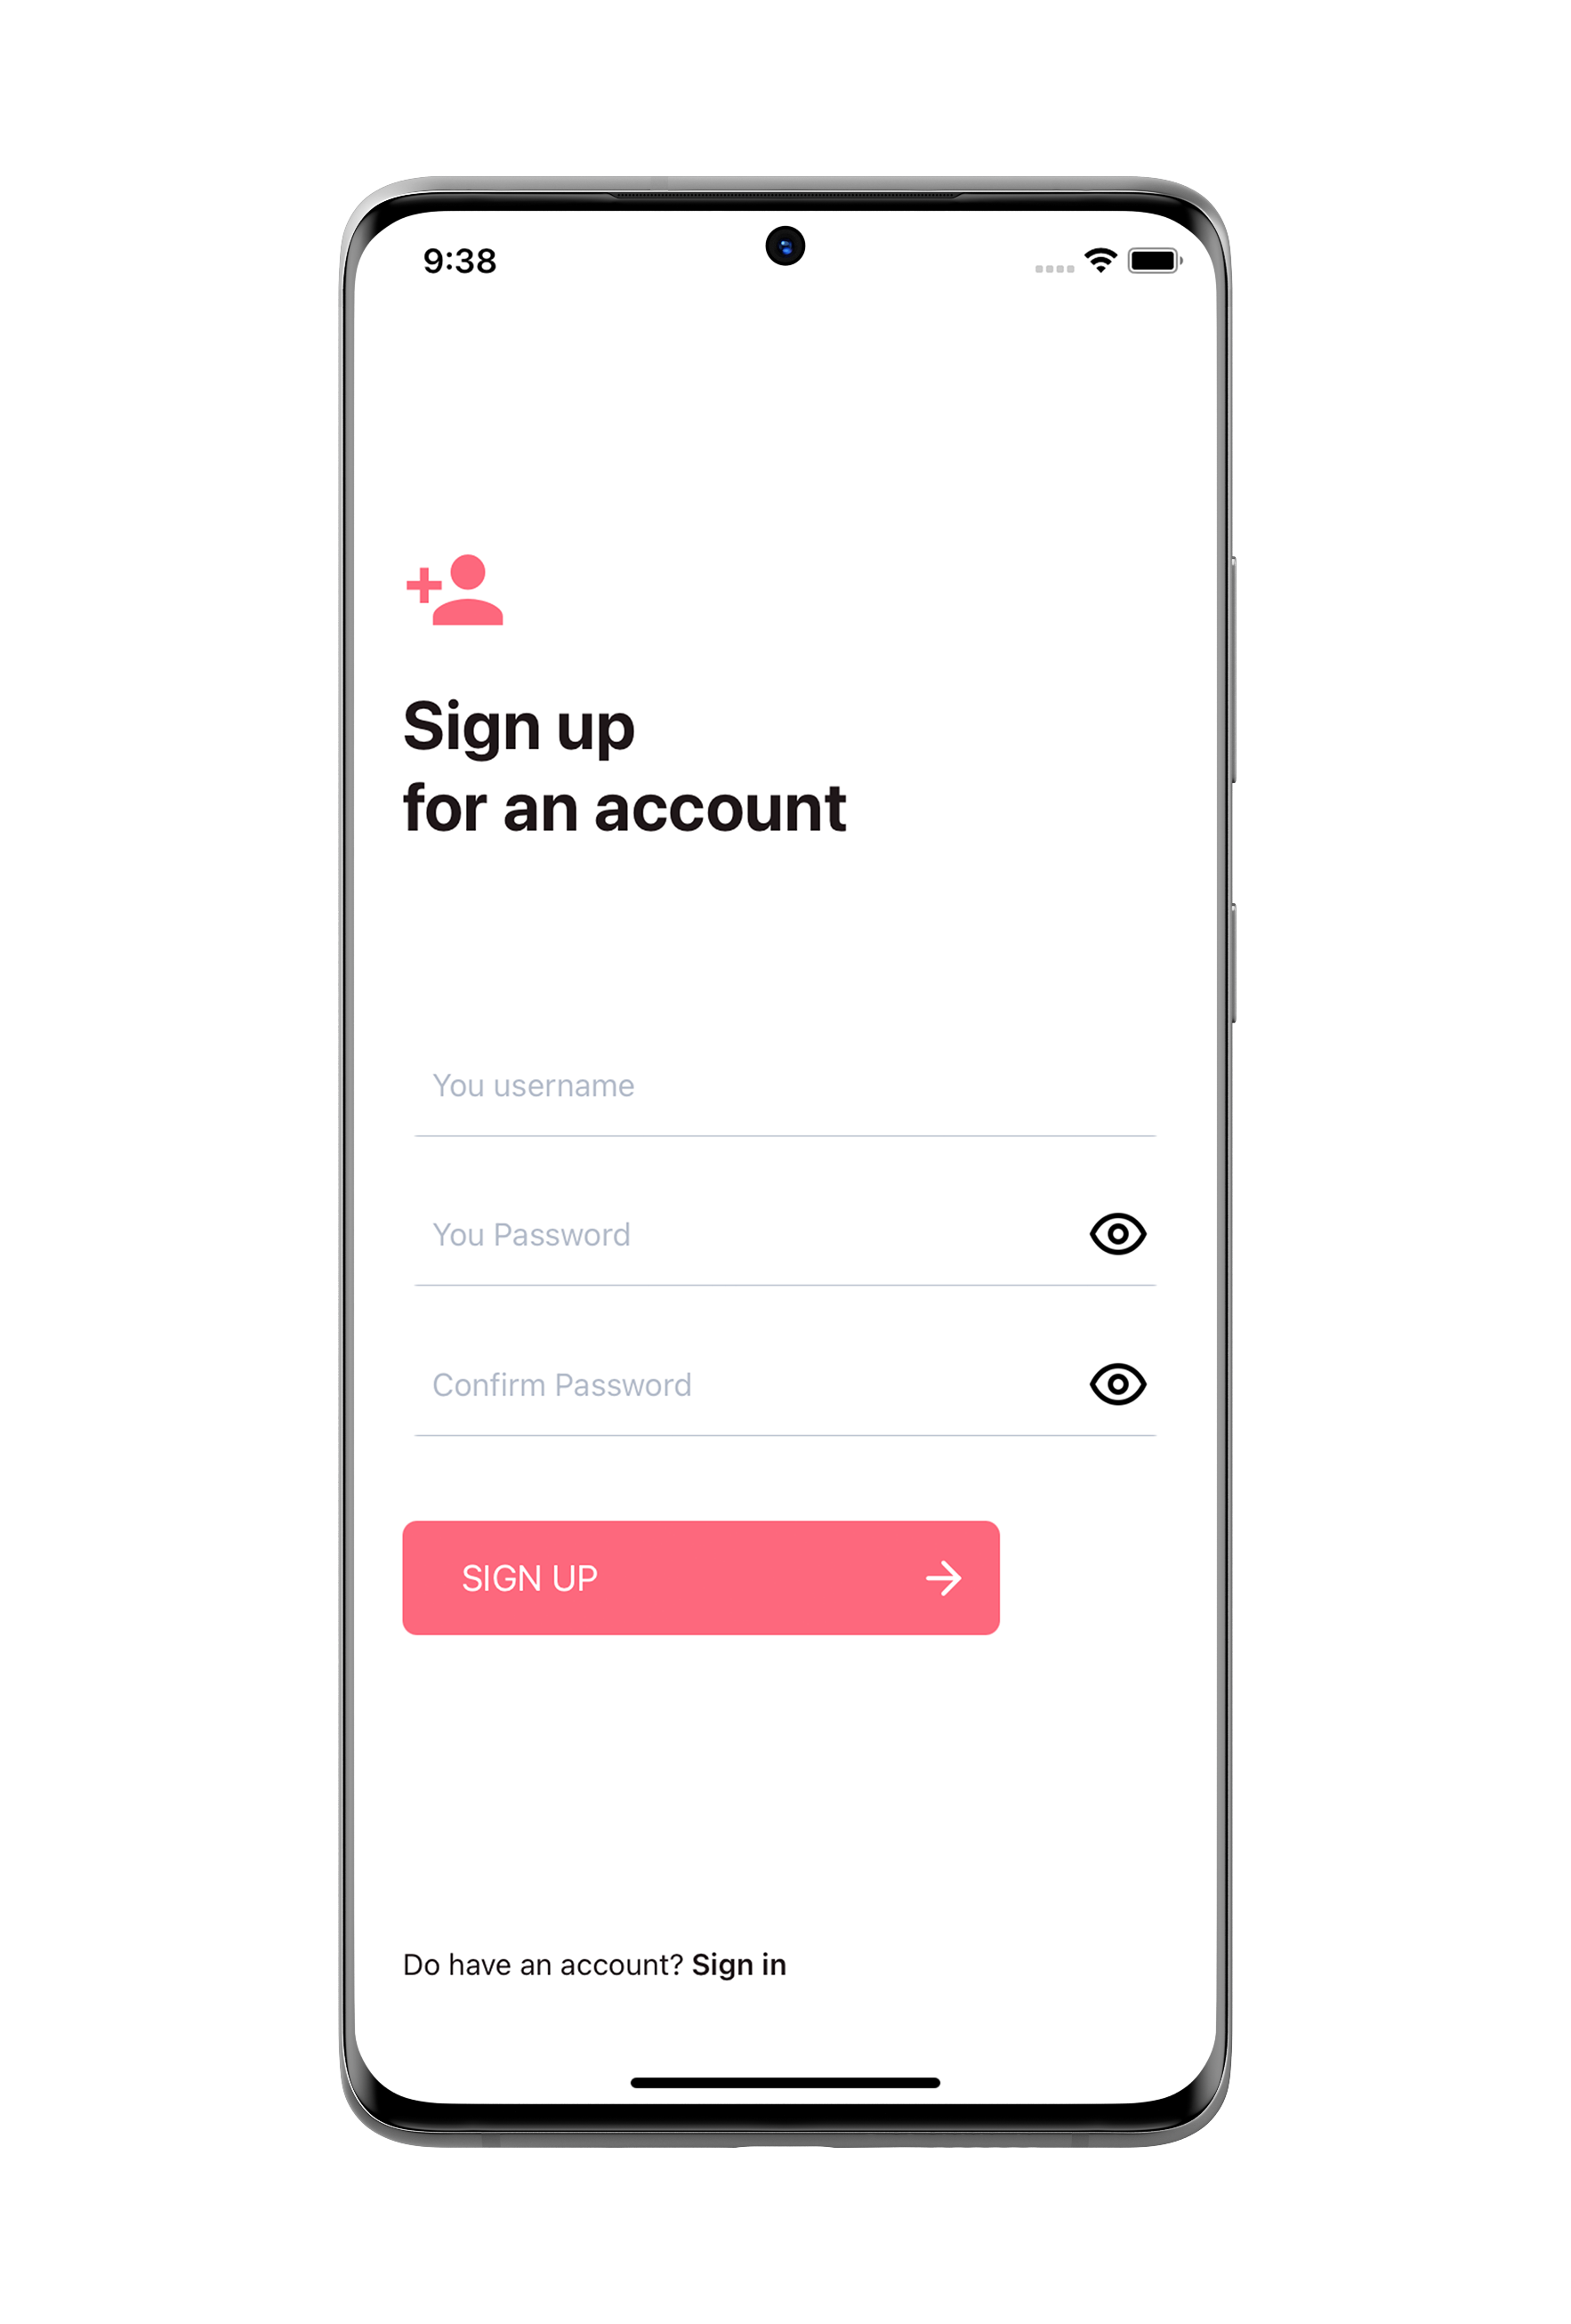 9:38
Sign up
for an account
You username
You Password
Confirm Password
SIGN UP
Do have an account? Sign in